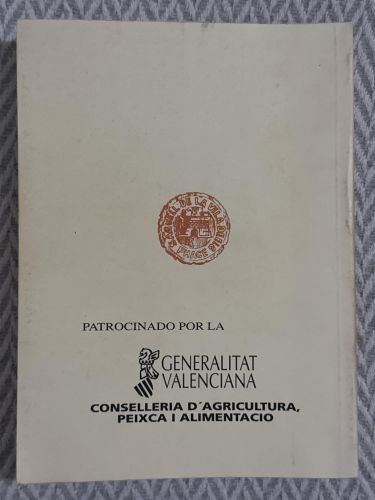 PATROCINADO POR LA
GENERALITAT
VALENCIANA
CONSELLERIA D´AGRICULTURA,
PEIXCA I ALIMENTACIO